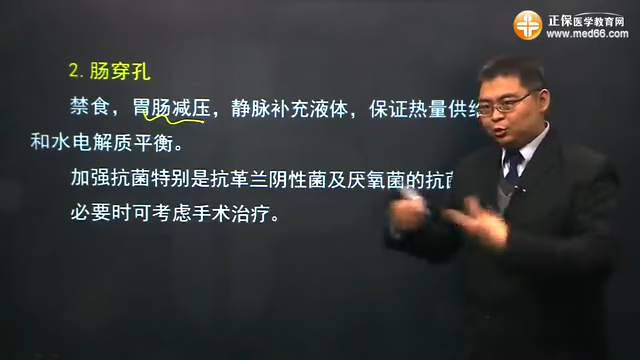 正保医学教育网
www.med66.com
2.肠穿孔
禁食，胃肠减压，静脉补充液体，保证热量供给
和水电解质平衡。
加强抗菌特别是抗革兰阴性菌及厌氧菌的抗
必要时可考虑手术治疗。